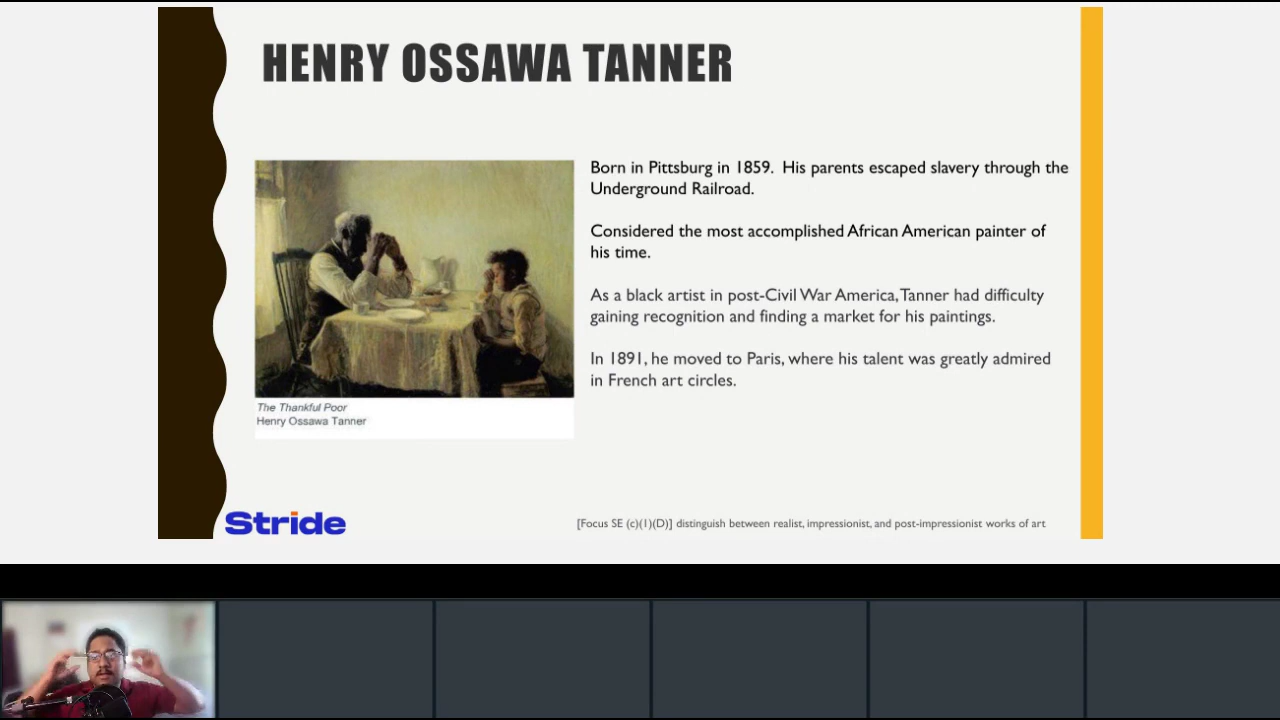 HENRY OSSAWA TANNER
Born in Pittsburg in 1859.  His parents escaped slavery through the
Underground Railroad.
Considered the most accomplished African American painter of
his time.
As a black artist in post-Civil War America, Tanner had difficulty
gaining recognition and finding a market for his paintings.
In 1891, he moved to Paris, where his talent was greatly admired
in French art circles.
The Thankful Poor
Henry Ossawa Tanner
Stride
[Focus SE (c)(1)(D)] distinguish between realist, impressionist, and post-impressionist works of art